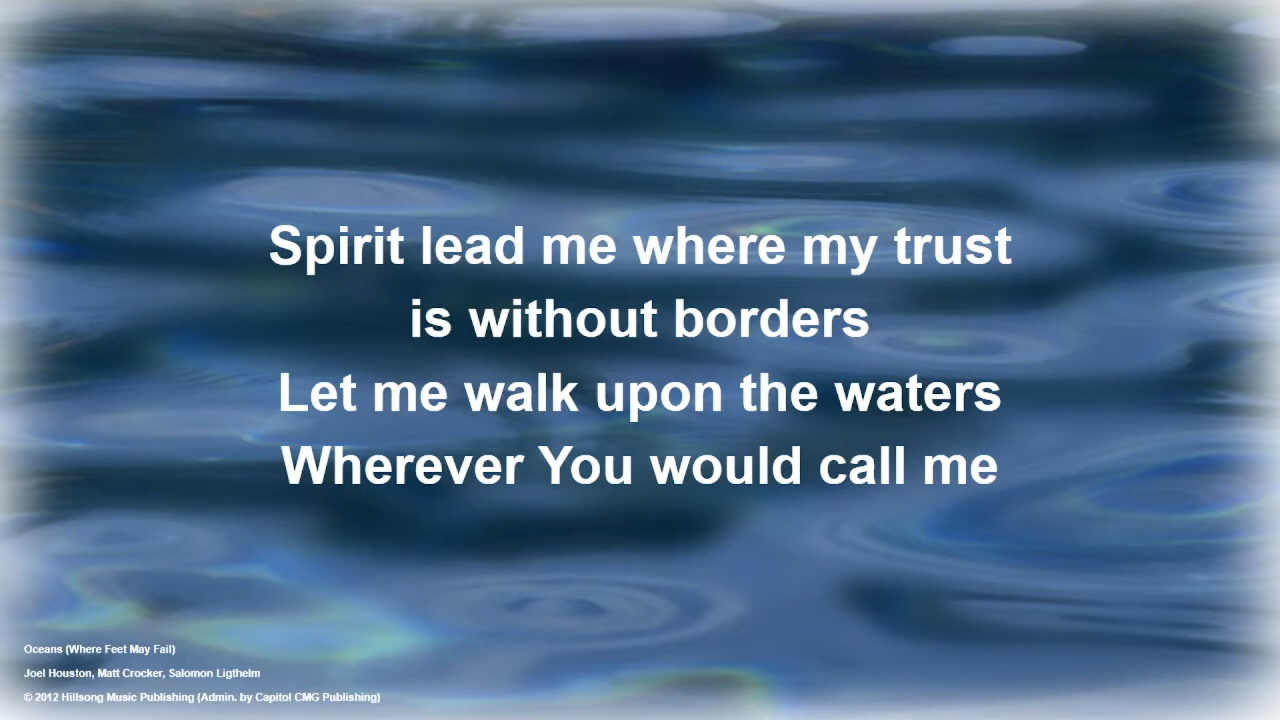 Spirit lead me where my trust
is without borders
Let me walk upon the waters
Wherever You would call me
Oceans (Where Feet May Fail)
Joel Houston, Matt Crocker, Salomon Ligthelm
© 2012 Hillsong Music Publishing (Admin. by Capitol CMG Publishing)